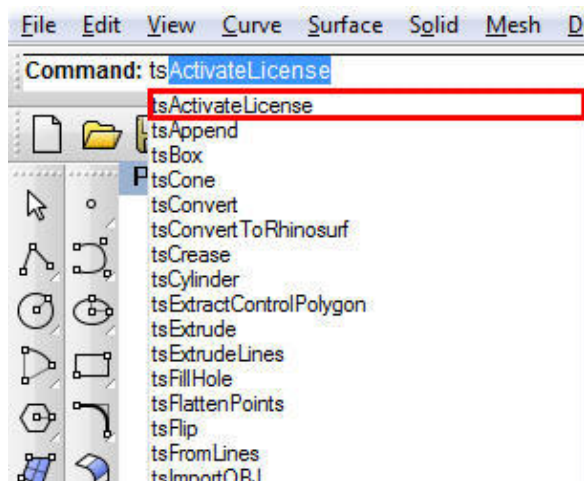 File Edit View Curve Surface Solid Mesh D
Command: tsActivateLicense
tsActivateLicense
tsAppend
tsBox
P
tsCone
tsConvert
tsConvertToRhinosurf
tsCrease
tsCylinder
tsExtractControlPolygon
tsExtrude
tsExtrudeLines
tsFillHole
tsFlattenPoints
tsFlip
tsFromLines
tsImportOBJ